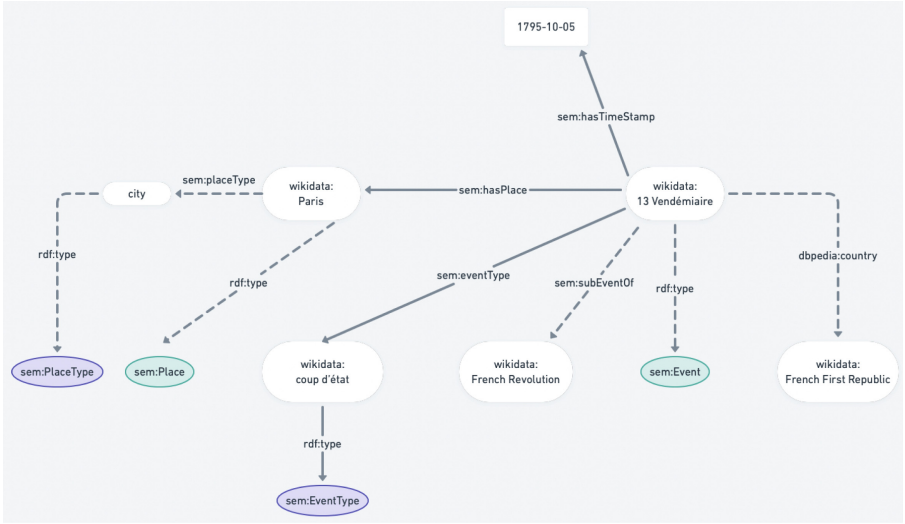 1795-10-05
sem:hasTimeStamp
sem:placeType
city
wikidata:
Paris
sem:hasPlace
wikidata:
13 Vendémiaire
rdf:type
rdf:type
sem:eventType
sem:subEventOf
rdf:type
dbpedia:country
sem:PlaceType
sem:Place
wikidata:
coup d'état
wikidata:
French Revolution
sem:Event
wikidata:
French First Republic
rdf:type
sem:EventType